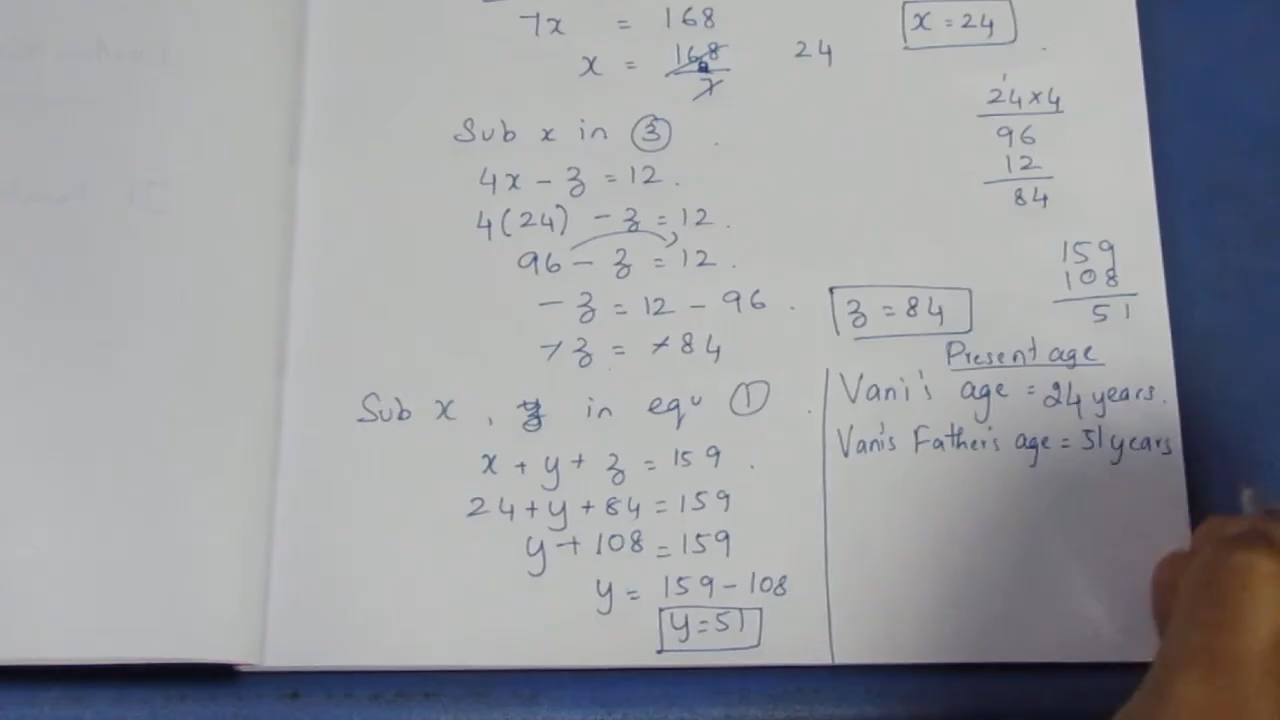 7x = 168
x = 24
x = 168 24
7
24 x 4
96
12
84
Sub x in ③
4x - z = 12.
4(24) - z = 12.
96 - z = 12.
- z = 12 - 96.
z = 84
- z = - 84
159
108
51
Sub x, z in equ ①
x + y + z = 159.
24 + y + 84 = 159
y + 108 = 159
y = 159 - 108
y = 51
Present age
Vani's age = 24 years.
Vani's Father's age = 51 years